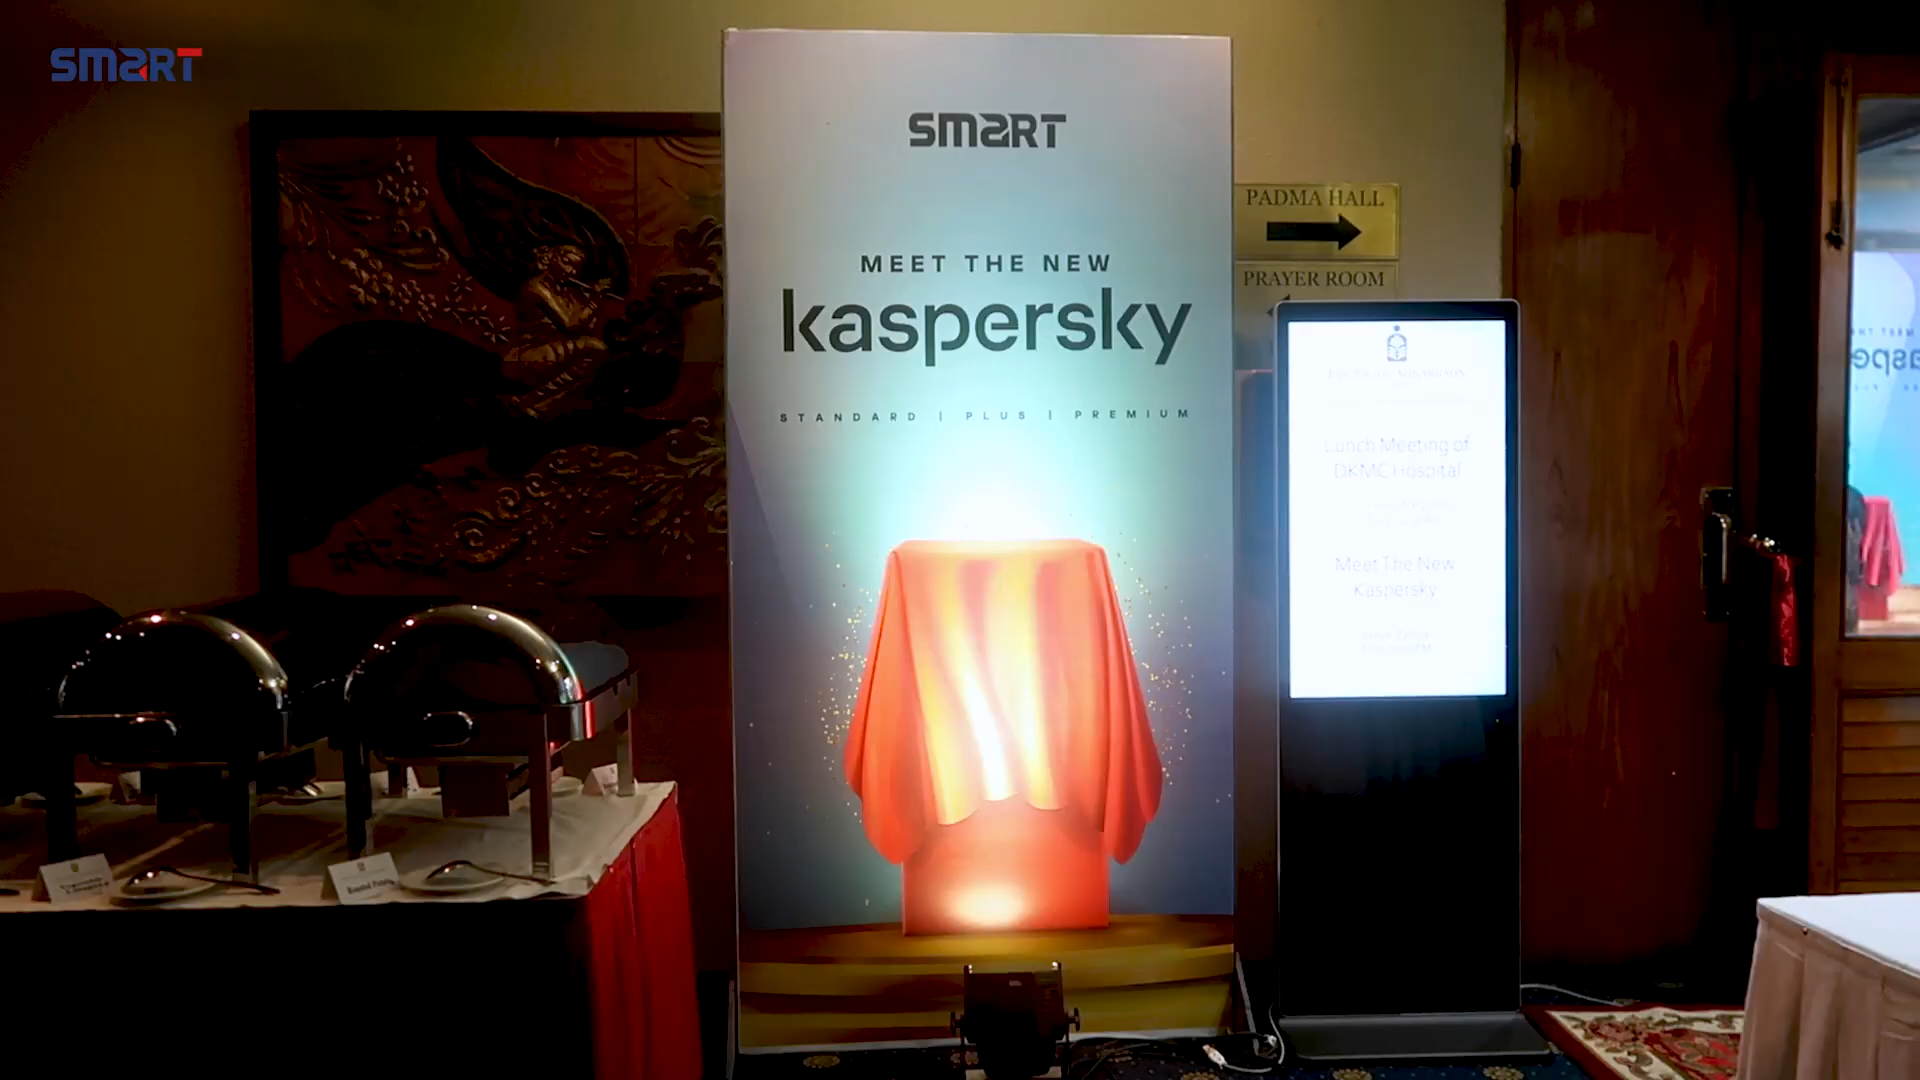 SMART
SMART
MEET THE NEW
kaspersky
STANDARD | PLUS | PREMIUM
PADMA HALL
PRAYER ROOM
Lunch Meeting of
DKMC Hospital
Meet The New
Kaspersky